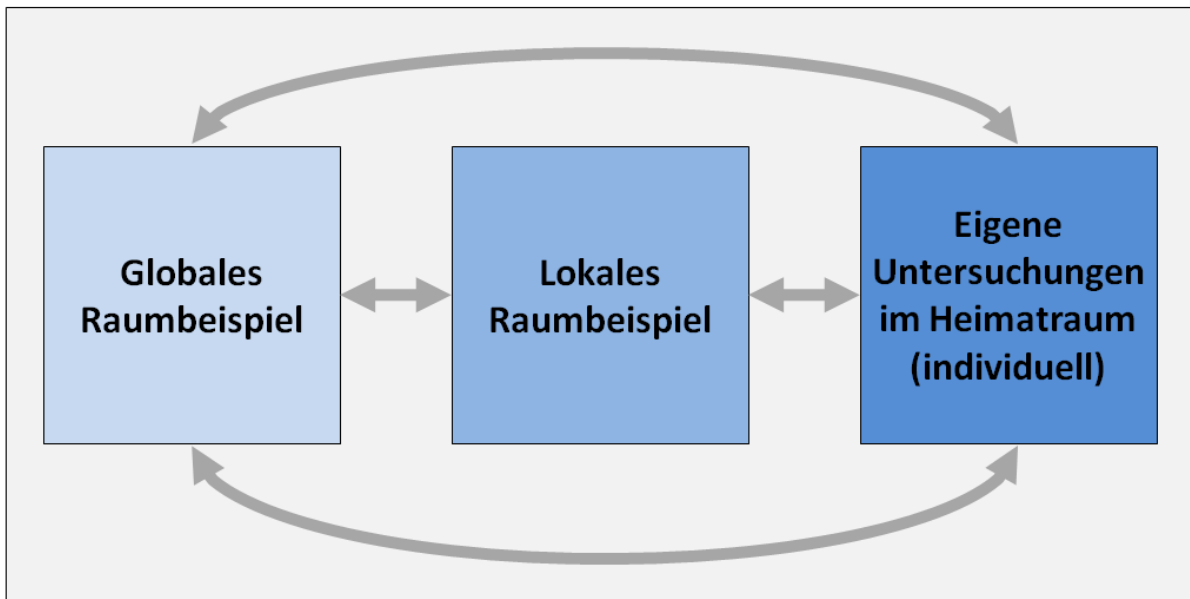 Globales
Raumbeispiel
Lokales
Raumbeispiel
Eigene
Untersuchungen
im Heimatraum
(individuell)